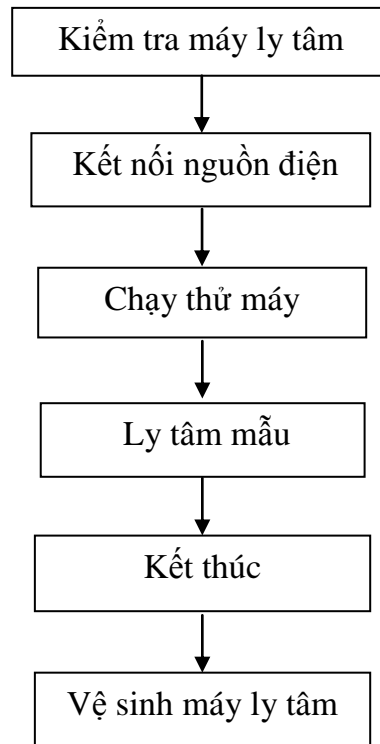 Kiểm tra máy ly tâm
Kết nối nguồn điện
Chạy thử máy
Ly tâm mẫu
Kết thúc
Vệ sinh máy ly tâm